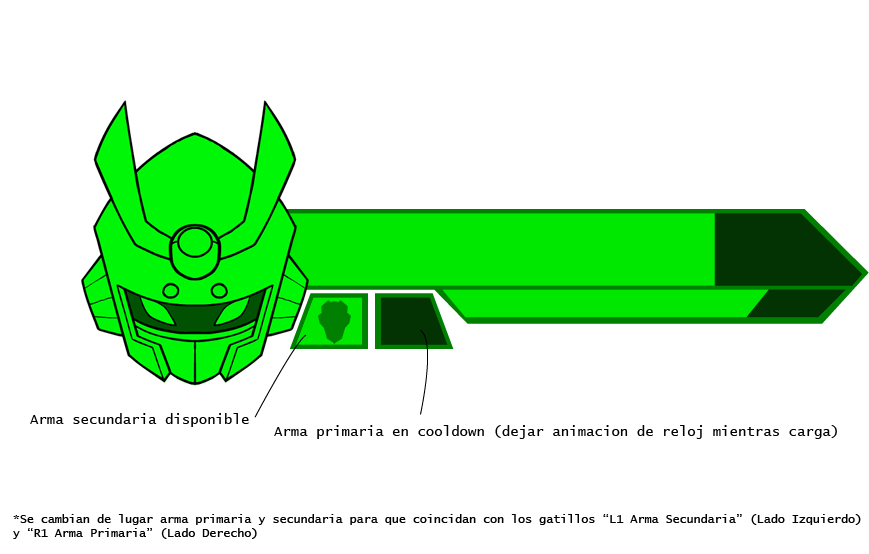 Arma secundaria disponible
Arma primaria en cooldown (dejar animacion de reloj mientras carga)
*Se cambian de lugar arma primaria y secundaria para que coincidan con los gatillos “L1 Arma Secundaria” (Lado Izquierdo)
y “R1 Arma Primaria” (Lado Derecho)